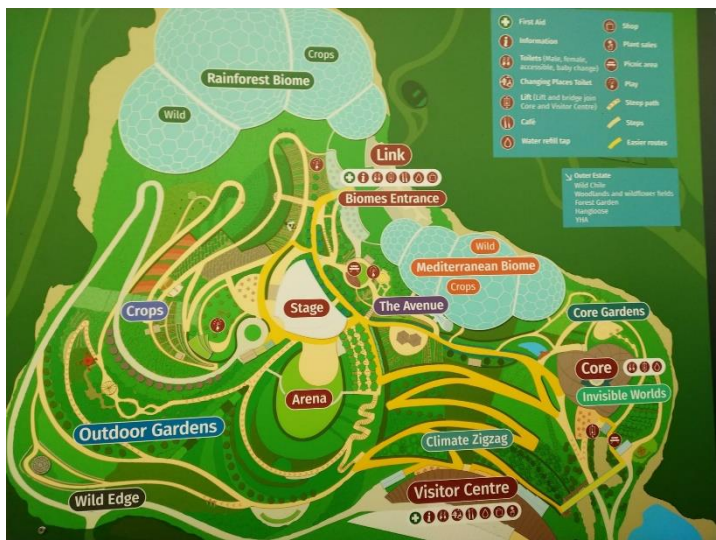 Crops
Rainforest Biome
Wild
First Aid
Information
Toilets (Male, female,
accessible, baby change)
Changing Places Toilet
Lift (Lift and bridge join
Core and Visitor Centre)
Café
Water refill tap
Shop
Plant sales
Picnic area
Play
Steep path
Steps
Easier routes
Outer Estate
Wild Chile
Woodlands and wildflower fields
Forest Garden
Hangloose
YHA
Link
Biomes Entrance
Wild
Mediterranean Biome
Crops
Crops
Stage
The Avenue
Core Gardens
Core
Invisible Worlds
Arena
Outdoor Gardens
Climate Zigzag
Wild Edge
Visitor Centre